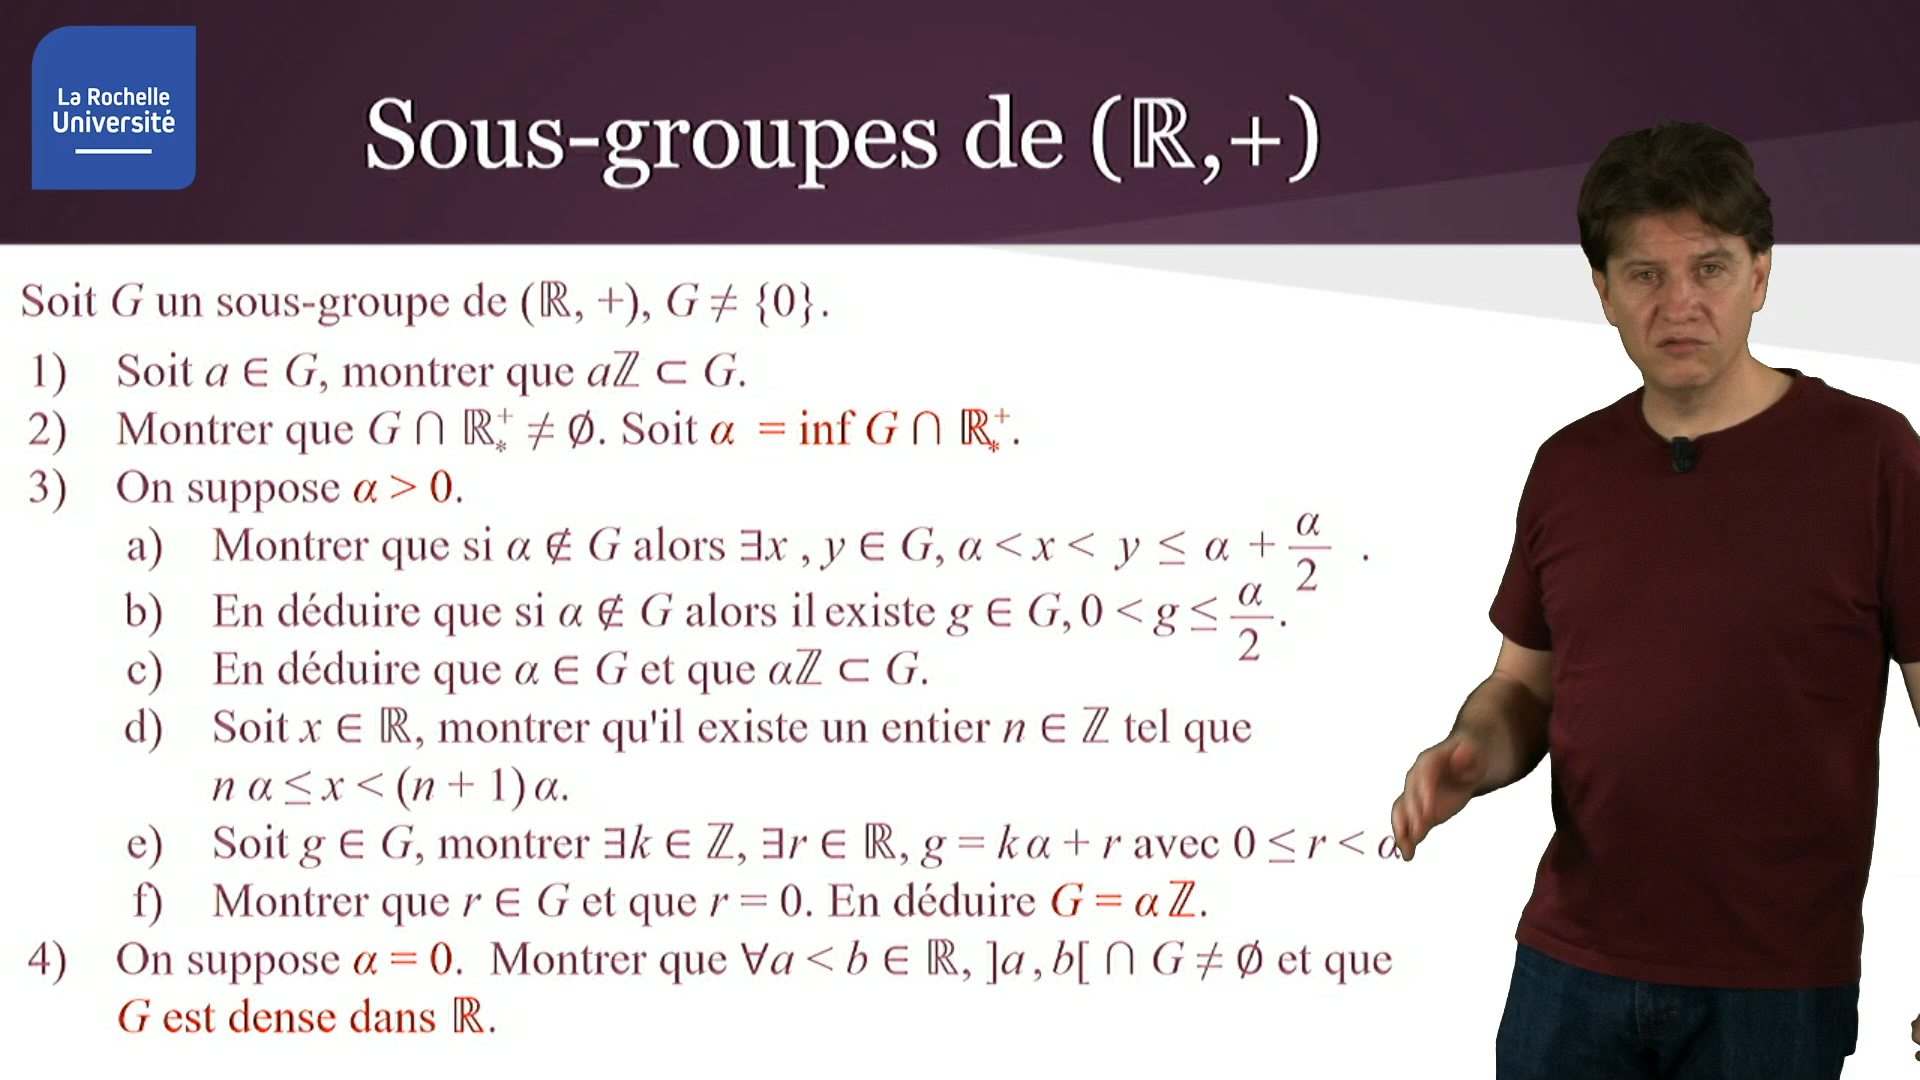 La Rochelle
Université
Sous-groupes de (ℝ,+)
Soit G un sous-groupe de (ℝ, +), G ≠ {0}.
1) Soit a ∈ G, montrer que aℤ ⊂ G.
2) Montrer que G ∩ ℝ⁎⁺ ≠ ∅. Soit α = inf G ∩ ℝ⁎⁺.
3) On suppose α > 0.
a) Montrer que si α ∉ G alors ∃x , y ∈ G, α < x < y ≤ α + α/2 .
b) En déduire que si α ∉ G alors il existe g ∈ G, 0 < g ≤ α/2.
c) En déduire que α ∈ G et que αℤ ⊂ G.
d) Soit x ∈ ℝ, montrer qu'il existe un entier n ∈ ℤ tel que
n α ≤ x < (n + 1) α.
e) Soit g ∈ G, montrer ∃k ∈ ℤ, ∃r ∈ ℝ, g = k α + r avec 0 ≤ r < α
f) Montrer que r ∈ G et que r = 0. En déduire G = α ℤ.
4) On suppose α = 0. Montrer que ∀a < b ∈ ℝ, ]a , b[ ∩ G ≠ ∅ et que
G est dense dans ℝ.